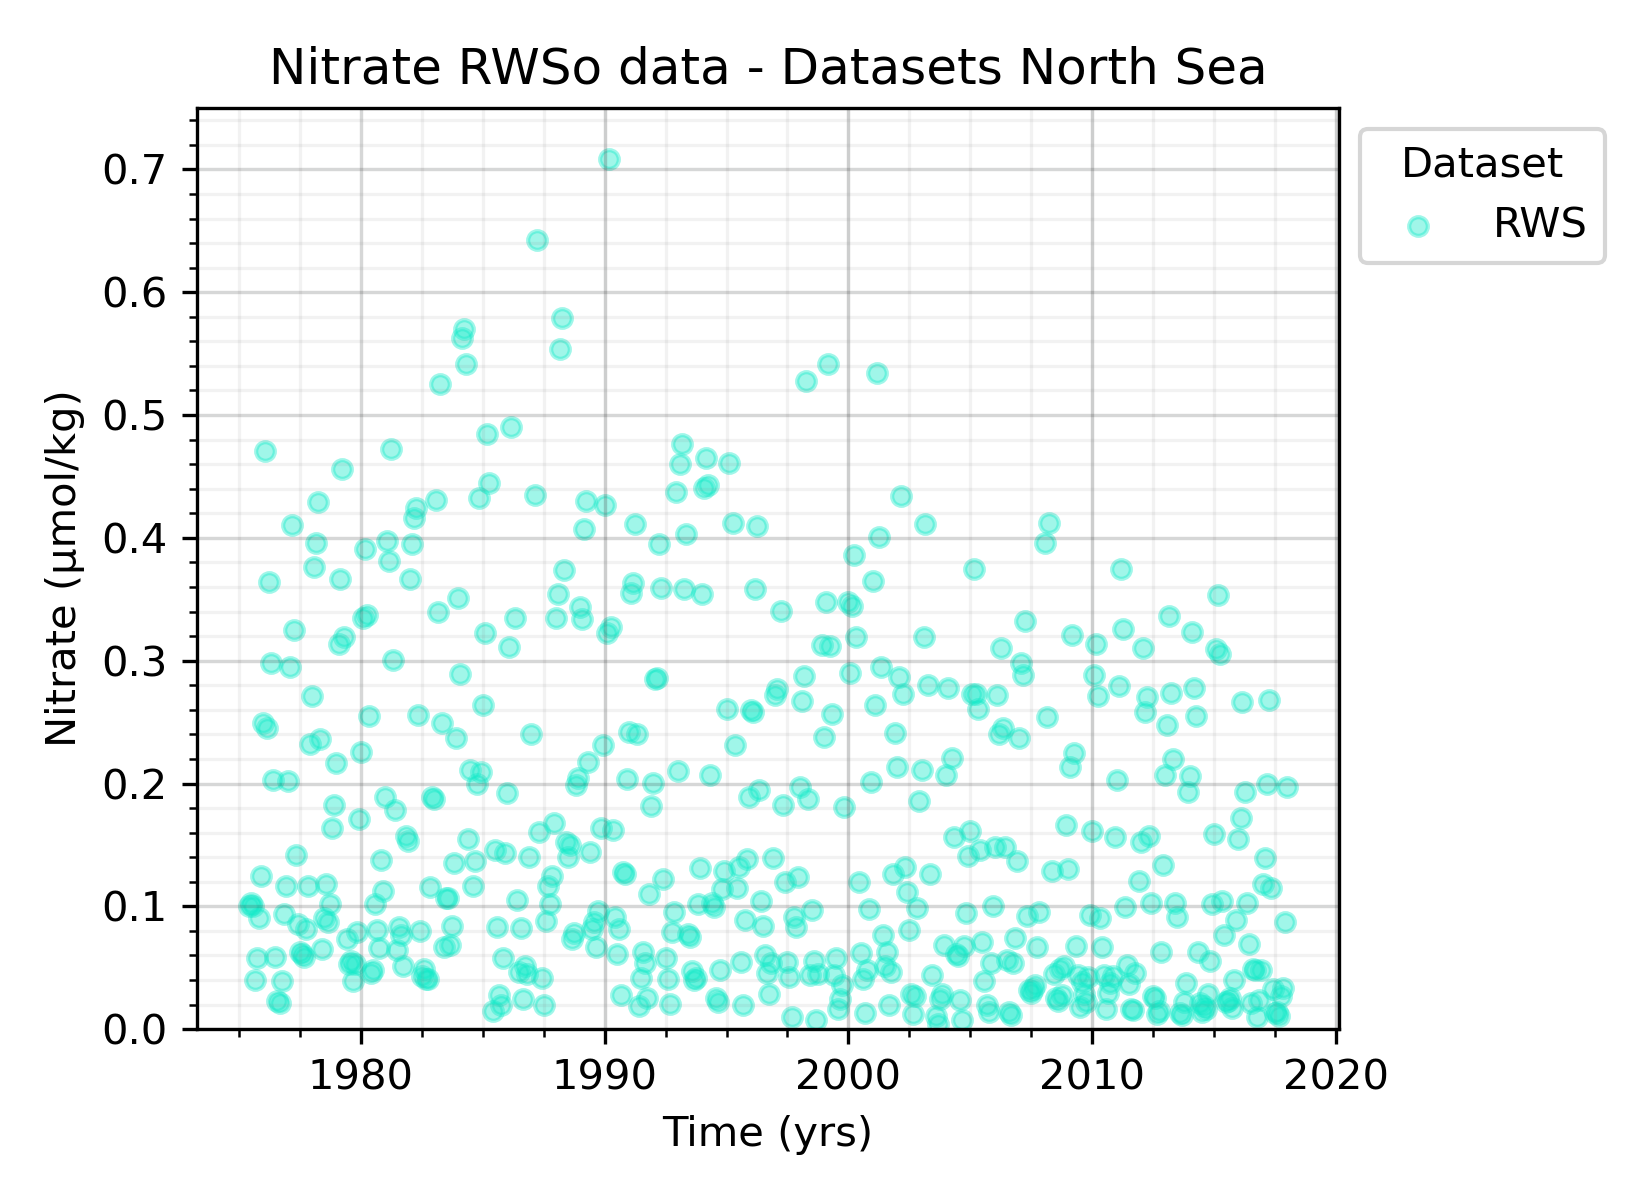 Nitrate RWSo data - Datasets North Sea
Dataset
RWS
0.7
0.6
0.5
0.4
0.3
0.2
0.1
0.0
Nitrate (μmol/kg)
1980 1990 2000 2010 2020
Time (yrs)